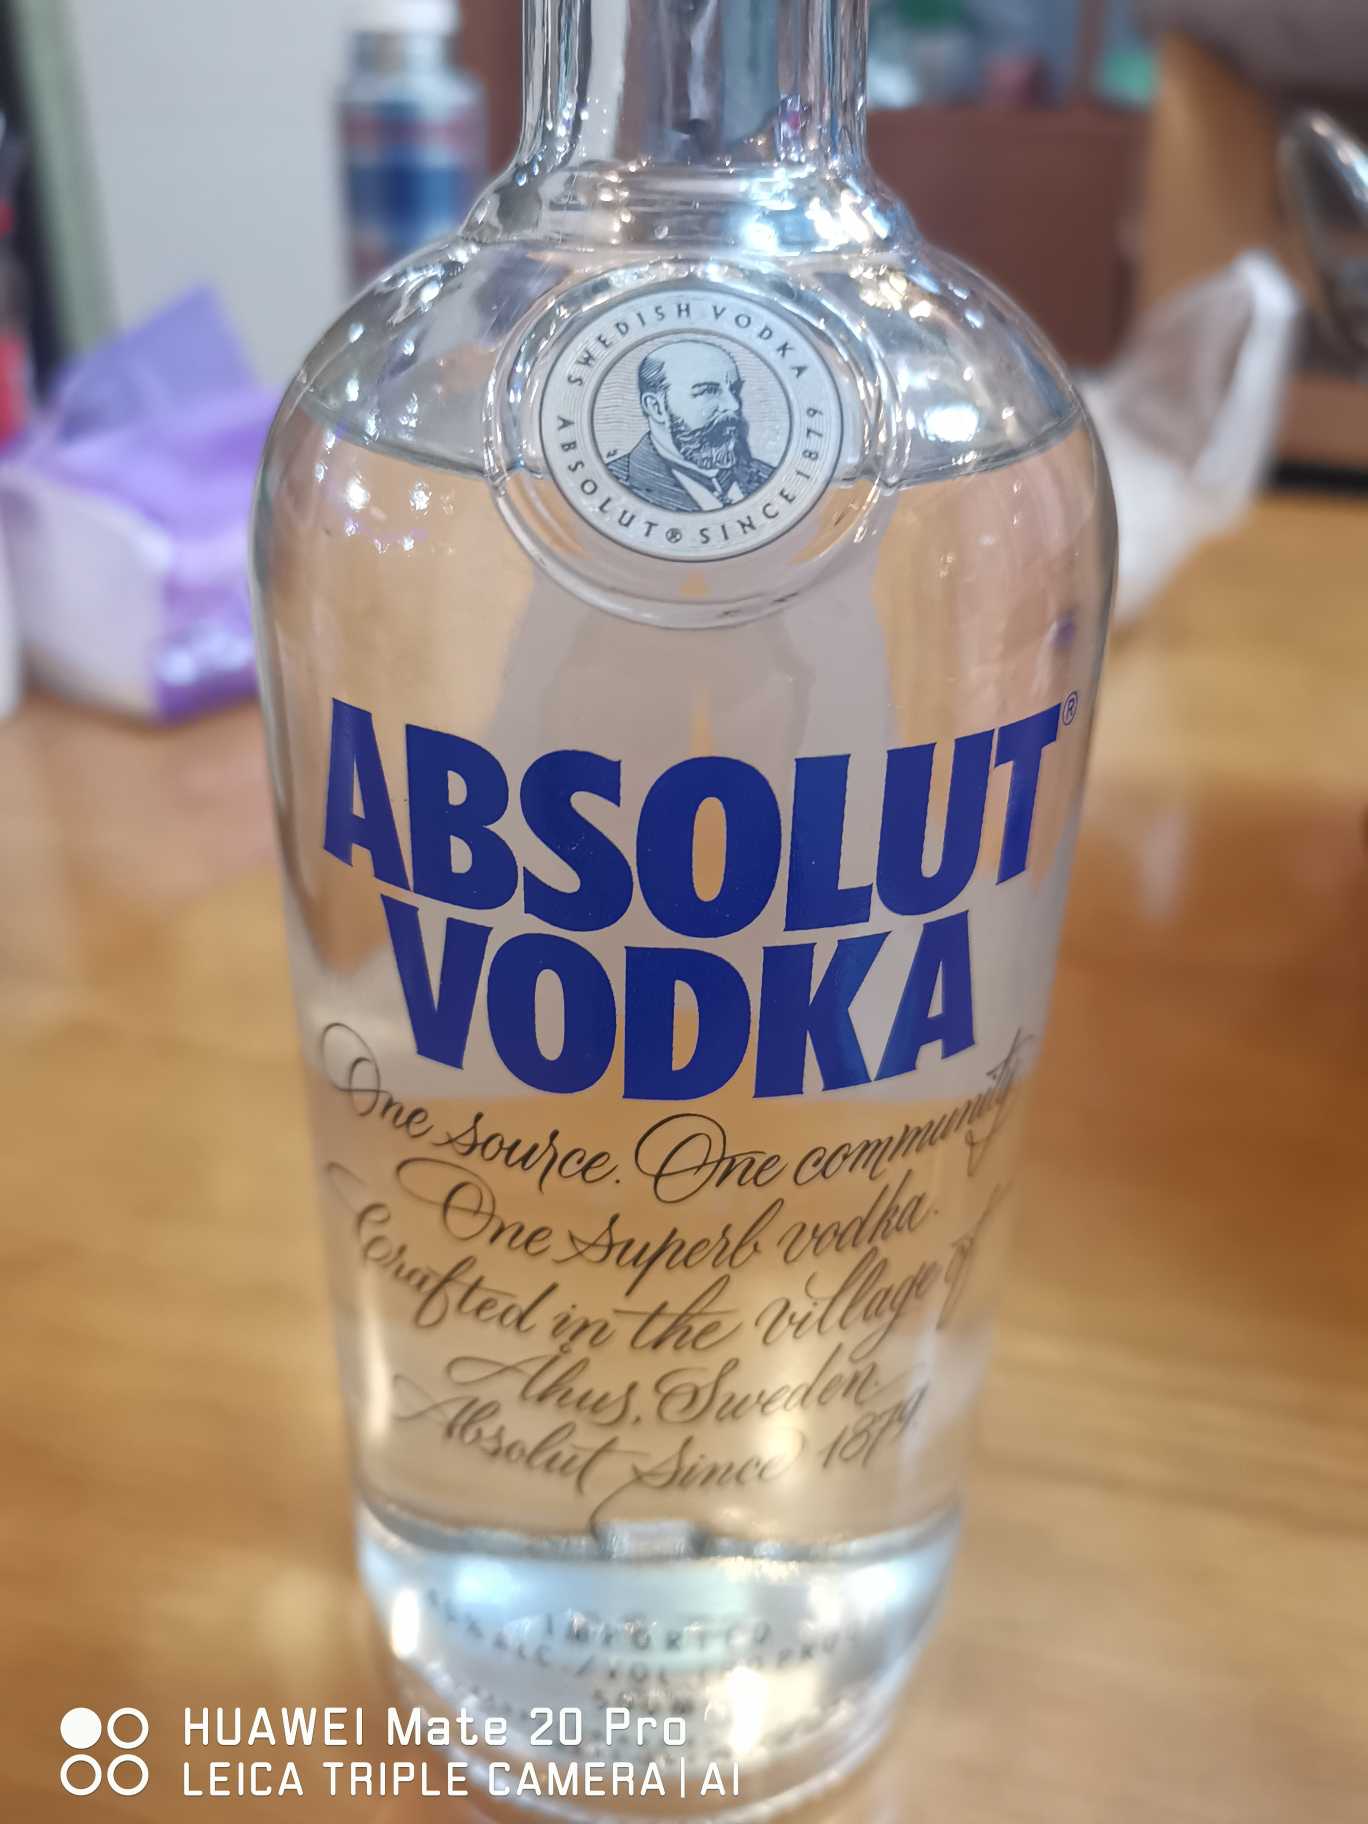 SWEDISH VODKA
ABSOLUT® SINCE 1879
ABSOLUT®
VODKA
One source. One community
One superb vodka.
Crafted in the village of
Åhus, Sweden.
Absolut Since 1879.
IMPORTED
HUAWEI Mate 20 Pro
LEICA TRIPLE CAMERA | AI